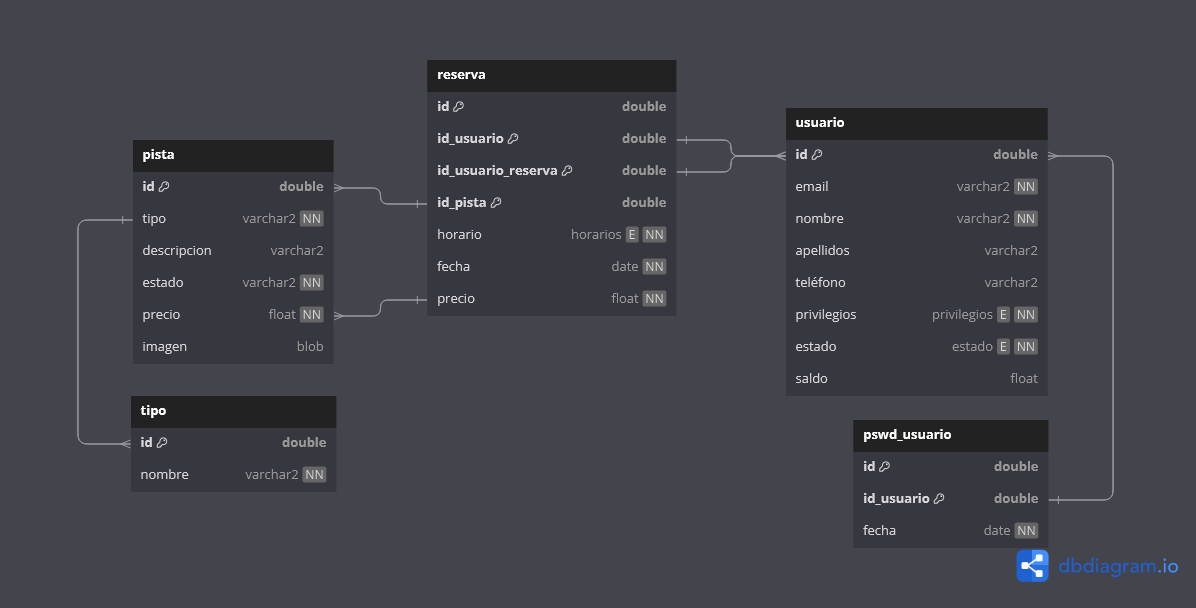 reserva
id double
id_usuario double
id_usuario_reserva double
id_pista double
horario horarios E NN
fecha date NN
precio float NN
usuario
id double
email varchar2 NN
nombre varchar2 NN
apellidos varchar2
teléfono varchar2
privilegios privilegios E NN
estado estado E NN
saldo float
pista
id double
tipo varchar2 NN
descripcion varchar2
estado varchar2 NN
precio float NN
imagen blob
tipo
id double
nombre varchar2 NN
pswd_usuario
id double
id_usuario double
fecha date NN
dbdiagram.io